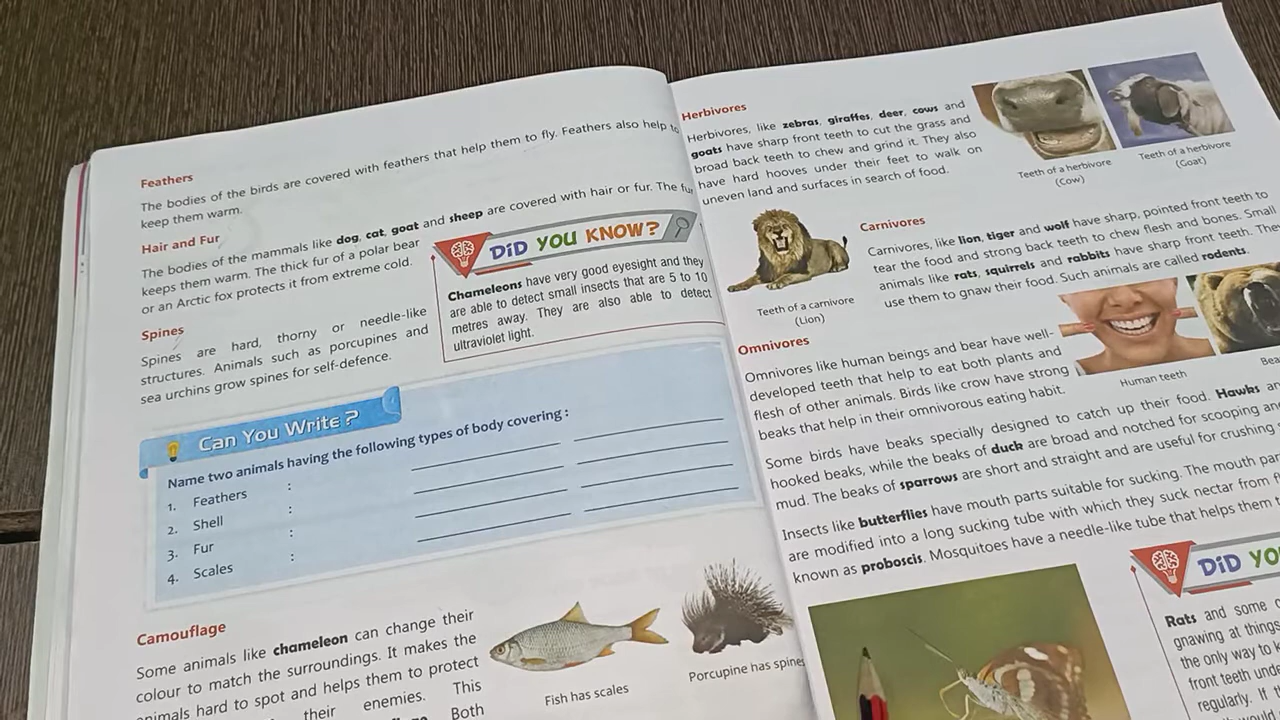 Feathers
The bodies of the birds are covered with feathers that help them to fly. Feathers also help to
keep them warm.
Hair and Fur
The bodies of the mammals like dog, cat, goat and sheep are covered with hair or fur. The fur
keeps them warm. The thick fur of a polar bear
or an Arctic fox protects it from extreme cold.
DiD YOU KNOW?
Chameleons have very good eyesight and they
are able to detect small insects that are 5 to 10
metres away. They are also able to detect
ultraviolet light.
Spines
Spines are hard, thorny or needle-like
structures. Animals such as porcupines and
sea urchins grow spines for self-defence.
Can You Write?
Name two animals having the following types of body covering :
1. Feathers :
2. Shell :
3. Fur :
4. Scales :
Camouflage
Some animals like chameleon can change their
colour to match the surroundings. It makes the
animals hard to spot and helps them to protect
their enemies. This
Both
Fish has scales
Porcupine has spines
Herbivores
Herbivores, like zebras, giraffes, deer, cows and
goats have sharp front teeth to cut the grass and
broad back teeth to chew and grind it. They also
have hard hooves under their feet to walk on
uneven land and surfaces in search of food.
Teeth of a herbivore
(Cow)
Teeth of a herbivore
(Goat)
Teeth of a carnivore
(Lion)
Carnivores
Carnivores, like lion, tiger and wolf have sharp, pointed front teeth to
tear the food and strong back teeth to chew flesh and bones. Small
animals like rats, squirrels and rabbits have sharp front teeth. The
use them to gnaw their food. Such animals are called rodents.
Omnivores
Omnivores like human beings and bear have well-
developed teeth that help to eat both plants and
flesh of other animals. Birds like crow have strong
beaks that help in their omnivorous eating habit.
Human teeth
Bea
Some birds have beaks specially designed to catch up their food. Hawks an
hooked beaks, while the beaks of duck are broad and notched for scooping an
mud. The beaks of sparrows are short and straight and are useful for crushing
Insects like butterflies have mouth parts suitable for sucking. The mouth par
are modified into a long sucking tube with which they suck nectar from
known as proboscis. Mosquitoes have a needle-like tube that helps them
DiD YO
Rats and some
gnawing at things
the only way to k
front teeth und
regularly. If
would